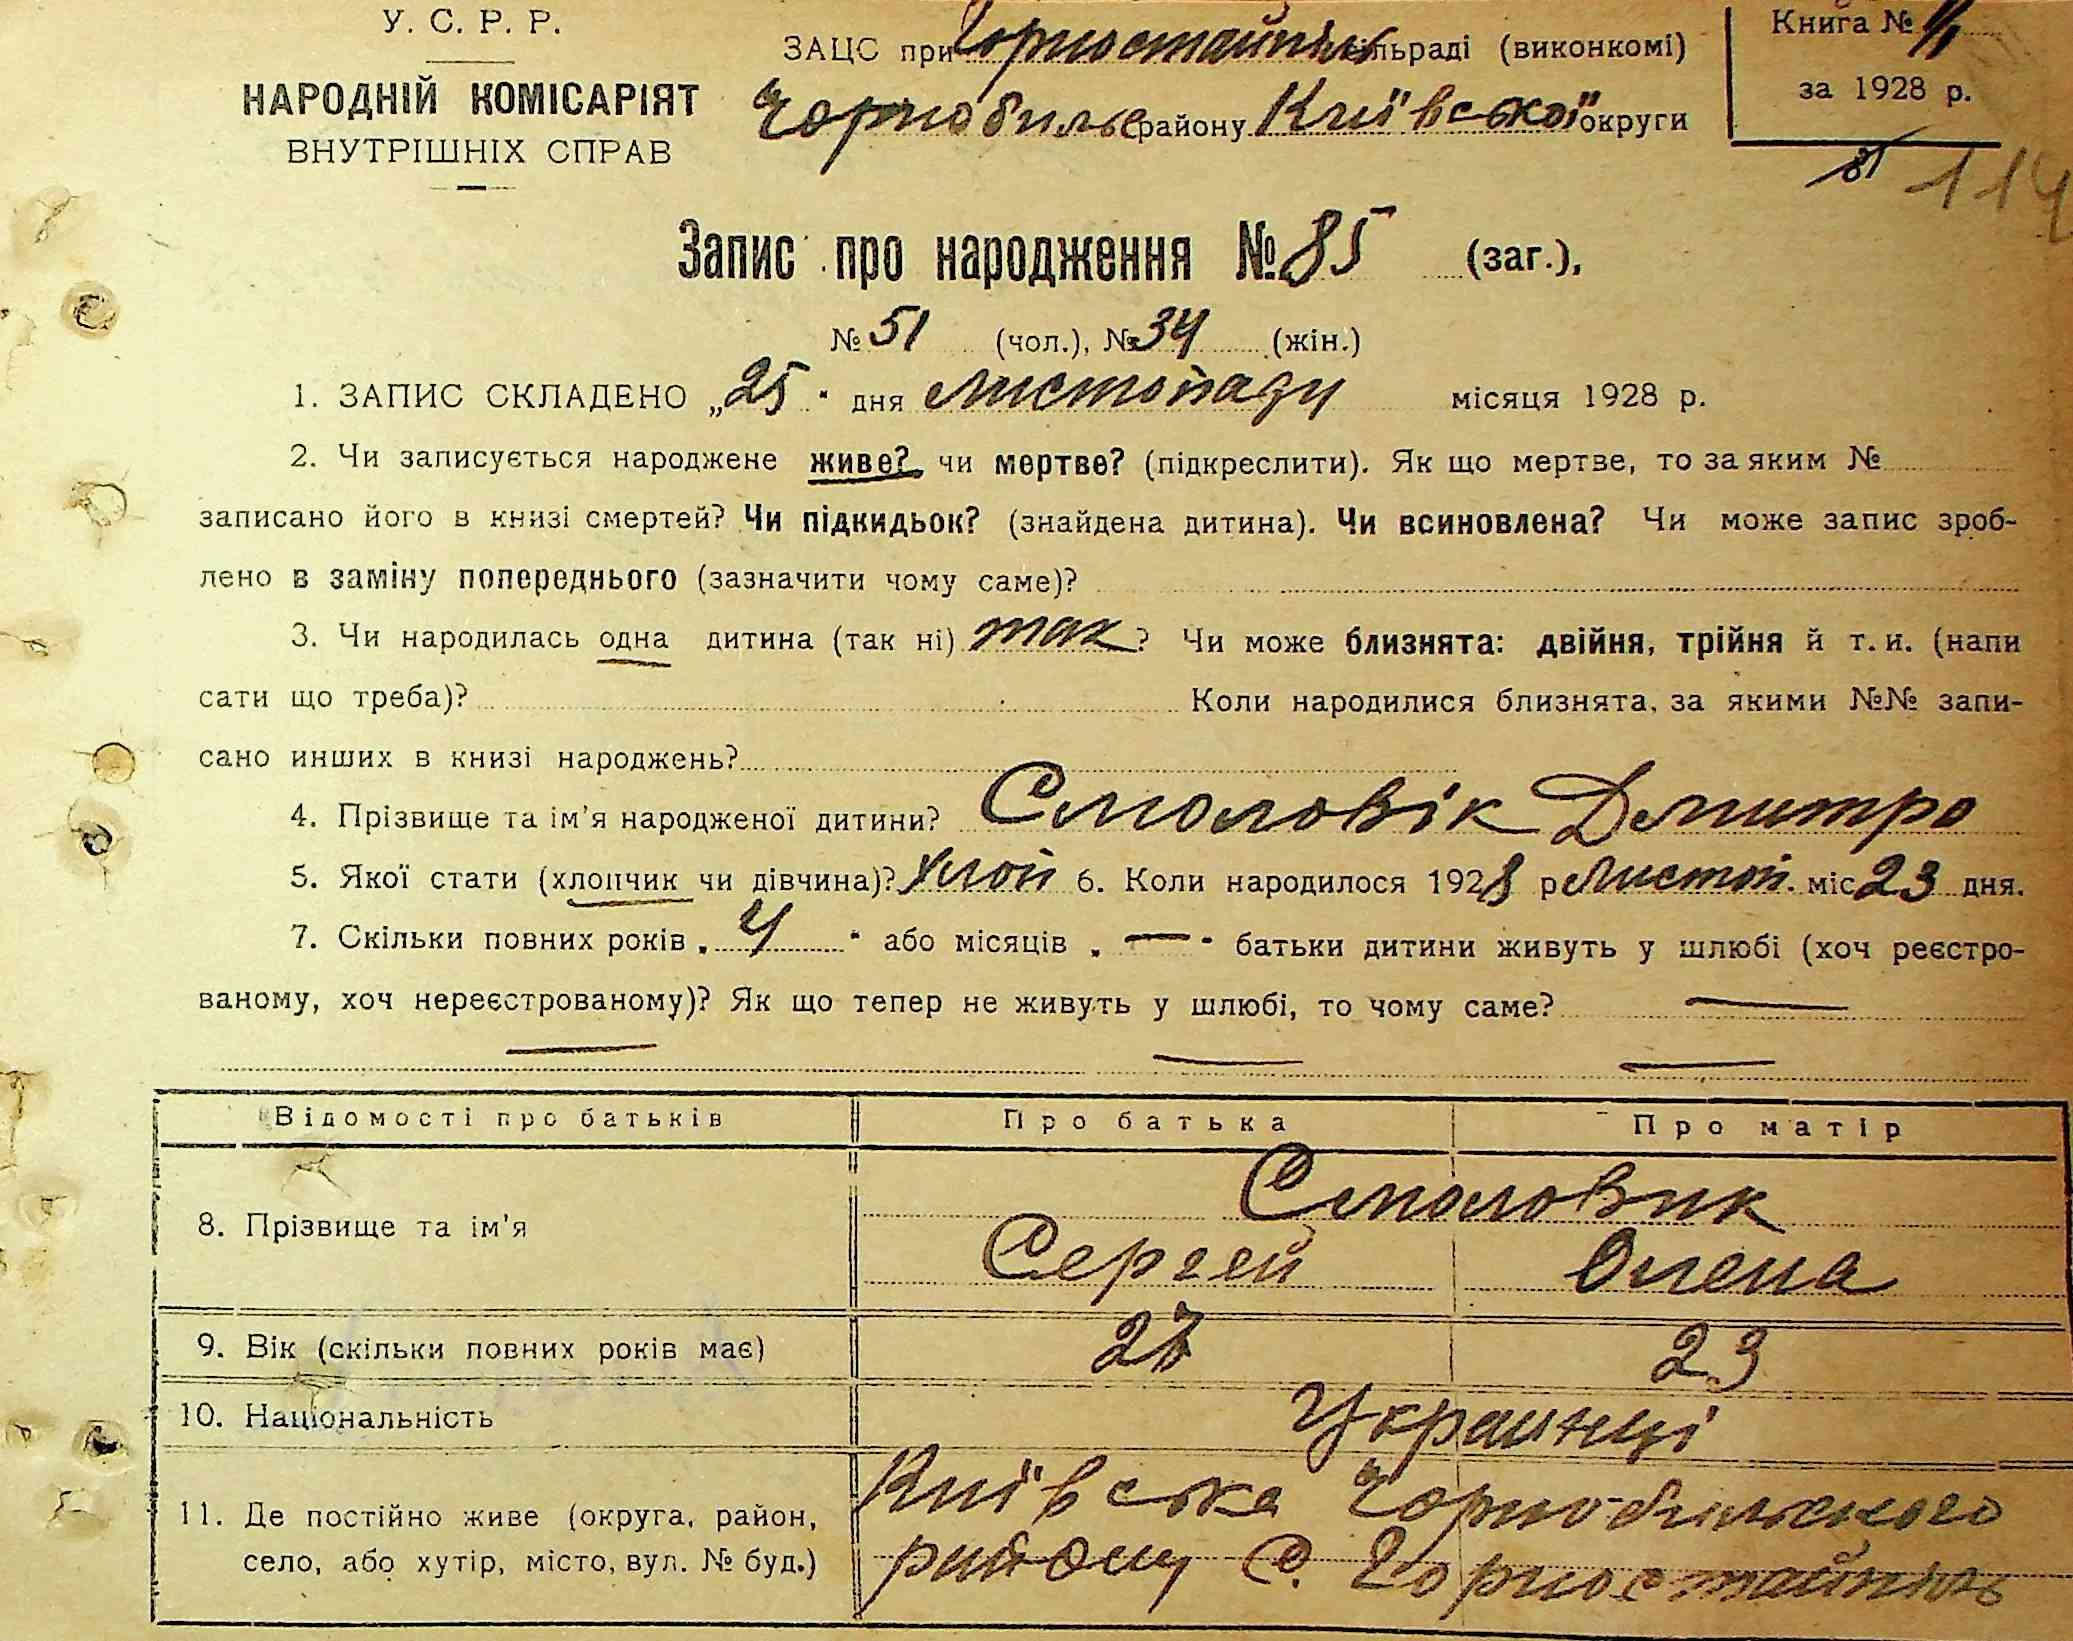 У. С. Р. Р.
НАРОДНІЙ КОМІСАРІЯТ
ВНУТРІШНІХ СПРАВ
ЗАЦС при Горностайпіль сільраді (виконкомі)
Чорнобильс району Київської округи
Книга №
за 1928 р.
81 114
Запис про народження № 85 (заг.),
№ 51 (чол.), № 34 (жін.)
1. ЗАПИС СКЛАДЕНО „25" дня листопаду місяця 1928 р.
2. Чи записується народжене живе? чи мертве? (підкреслити). Як що мертве, то за яким №
записано його в книзі смертей? Чи підкидьок? (знайдена дитина). Чи всиновлена? Чи може запис зроб-
лено в заміну попереднього (зазначити чому саме)?
3. Чи народилась одна дитина (так ні) так? Чи може близнята: двійня, трійня й т. и. (напи
сати що треба)? Коли народилися близнята, за якими №№ запи-
сано инших в книзі народжень?
4. Прізвище та ім'я народженої дитини? Смоловік Дмитро
5. Якої стати (хлопчик чи дівчина)? Хлоп 6. Коли народилося 1928 р Листоп. міс 23 дня.
7. Скільки повних років „4" або місяців „—" батьки дитини живуть у шлюбі (хоч реєстро-
ваному, хоч нереєстрованому)? Як що тепер не живуть у шлюбі, то чому саме? —
— — —
Відомості про батьків Про батька Про матір
8. Прізвище та ім'я Смоловик
Сергей Олена
9. Вік (скільки повних років має) 27 23
10. Національність Украинці
11. Де постійно живе (округа, район, село, або хутір, місто, вул. № буд.) Київська Чорнобильского
району С. Горностайпіль